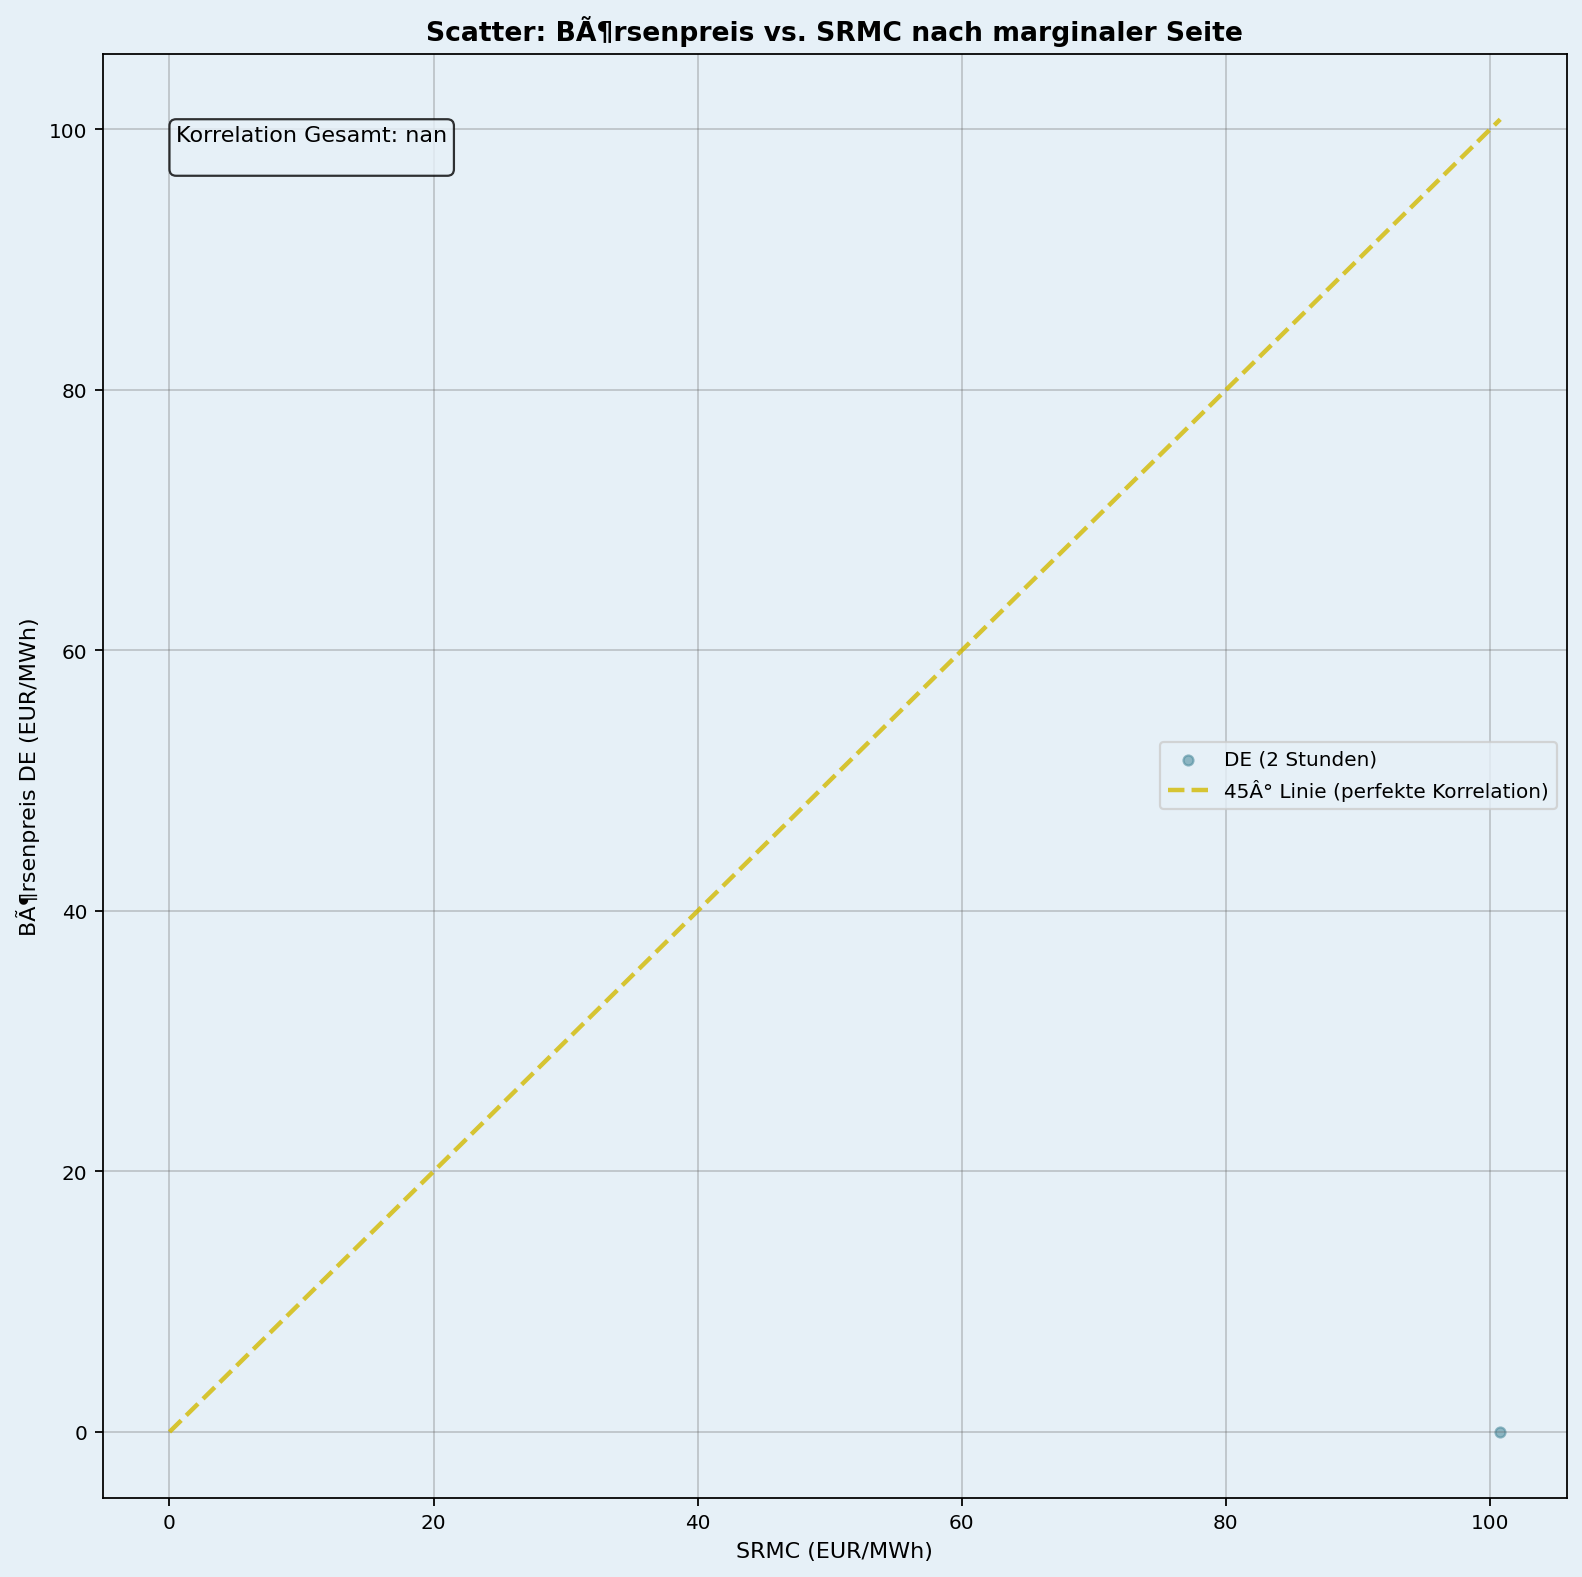 Scatter: BÃ¶rsenpreis vs. SRMC nach marginaler Seite
Korrelation Gesamt: nan
100
80
60
40
20
0
BÃ¶rsenpreis DE (EUR/MWh)
DE (2 Stunden)
45Â° Linie (perfekte Korrelation)
0
20
40
60
80
100
SRMC (EUR/MWh)